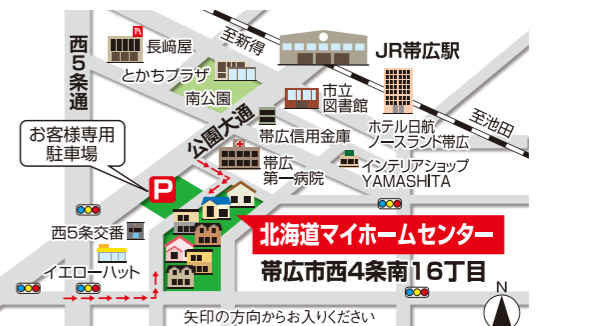 西5条通
長崎屋
至新得
JR帯広駅
とかちプラザ
南公園
市立
図書館
公園大通
帯広信用金庫
ホテル日航
ノースランド帯広
至池田
お客様専用
駐車場
P
帯広
第一病院
インテリアショップ
YAMASHITA
西5条交番
北海道マイホームセンター
イエローハット
帯広市西4条南16丁目
N
矢印の方向からお入りください